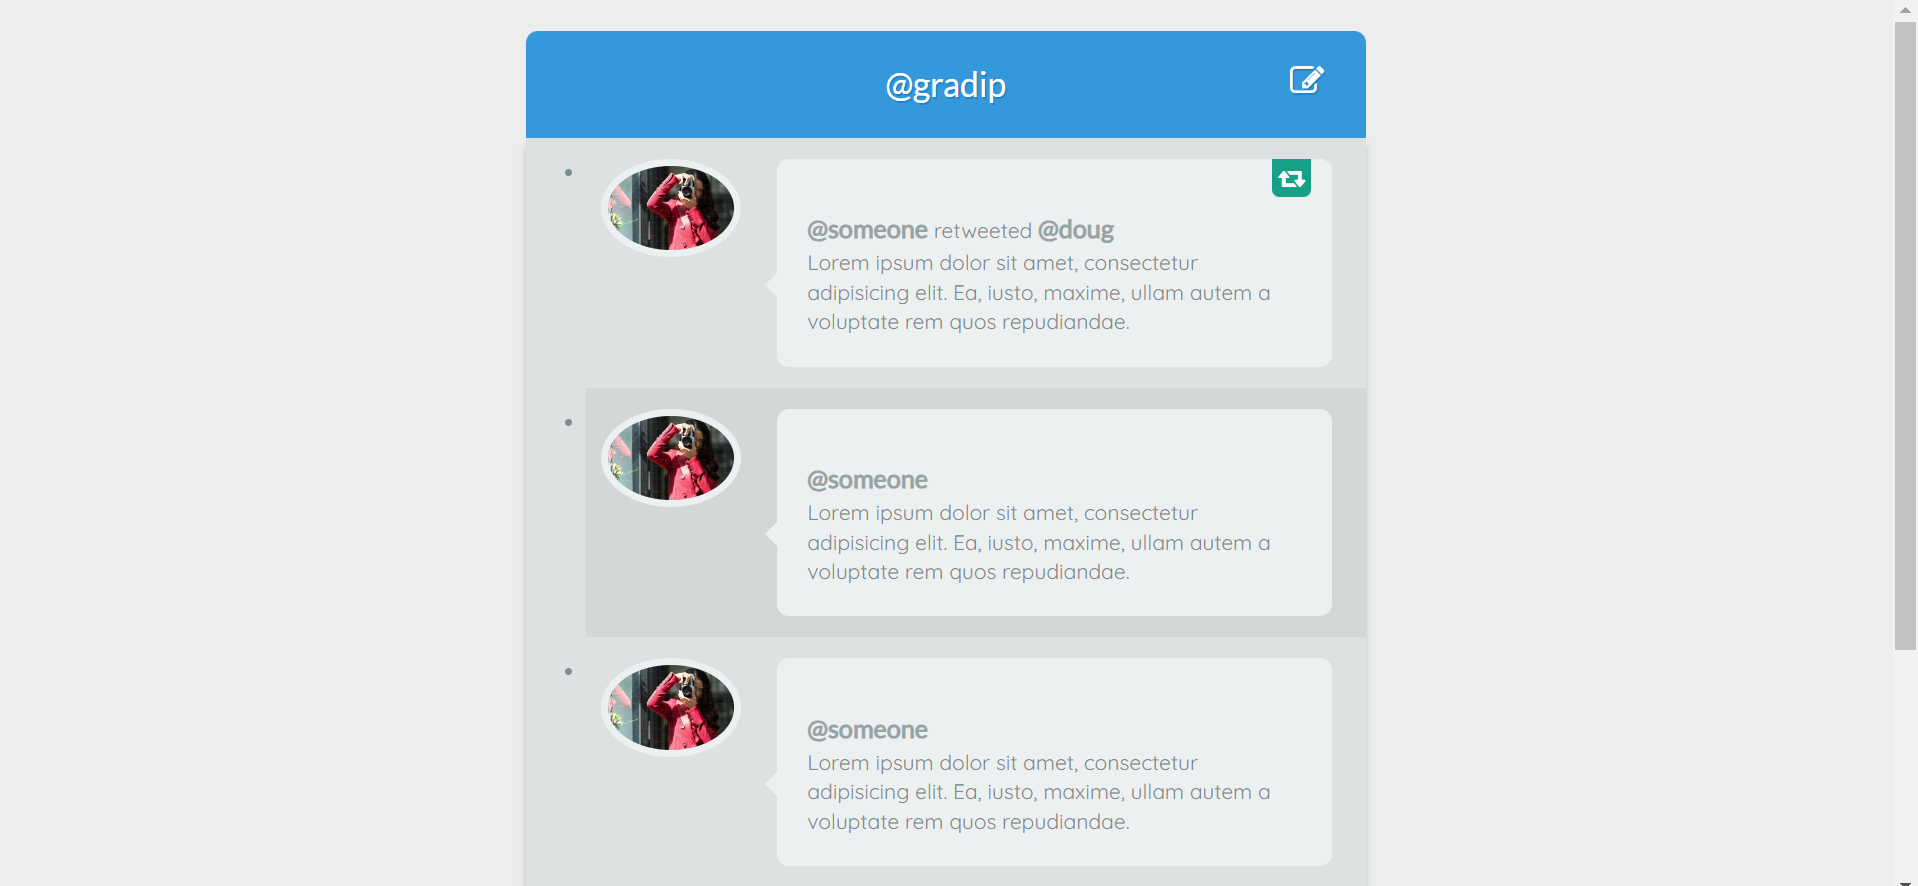 @gradip
@someone retweeted @doug
Lorem ipsum dolor sit amet, consectetur
adipisicing elit. Ea, iusto, maxime, ullam autem a
voluptate rem quos repudiandae.
@someone
Lorem ipsum dolor sit amet, consectetur
adipisicing elit. Ea, iusto, maxime, ullam autem a
voluptate rem quos repudiandae.
@someone
Lorem ipsum dolor sit amet, consectetur
adipisicing elit. Ea, iusto, maxime, ullam autem a
voluptate rem quos repudiandae.